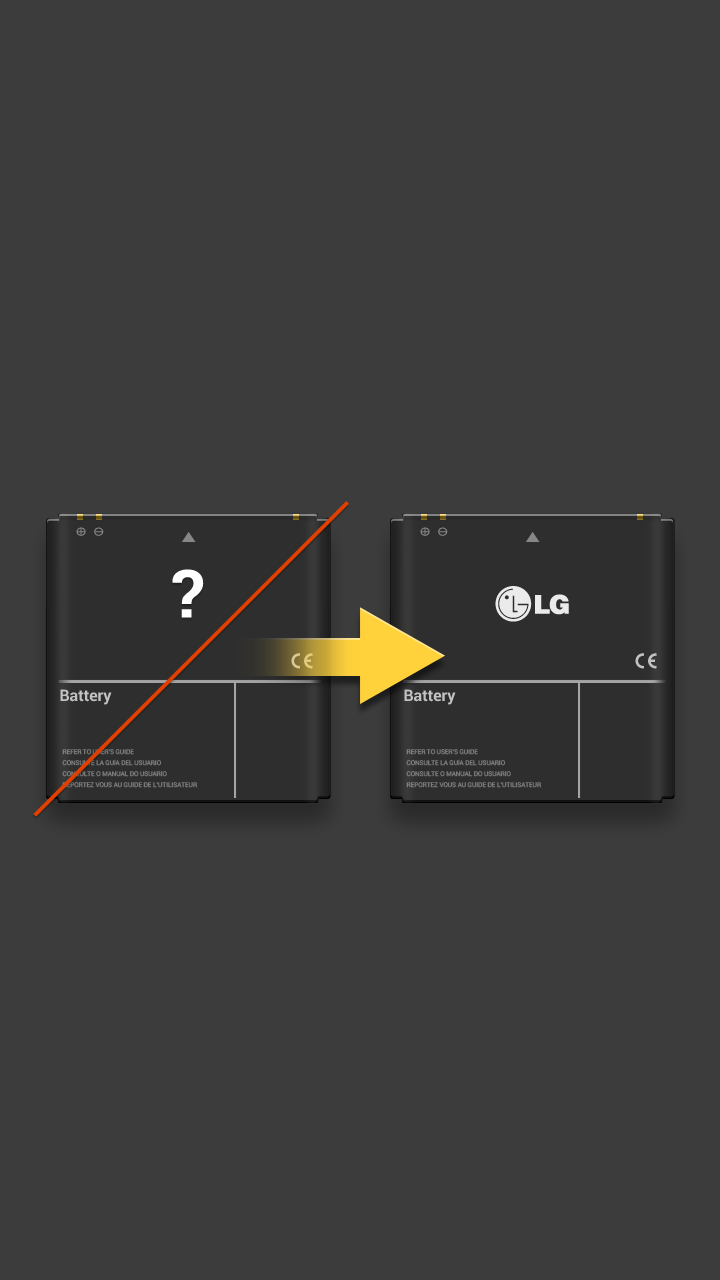 ?
CE
Battery
REFER TO USER'S GUIDE
CONSULTE LA GUIA DEL USUARIO
CONSULTE O MANUAL DO USUARIO
REPORTEZ VOUS AU GUIDE DE L'UTILISATEUR
LG
CE
Battery
REFER TO USER'S GUIDE
CONSULTE LA GUIA DEL USUARIO
CONSULTE O MANUAL DO USUARIO
REPORTEZ VOUS AU GUIDE DE L'UTILISATEUR